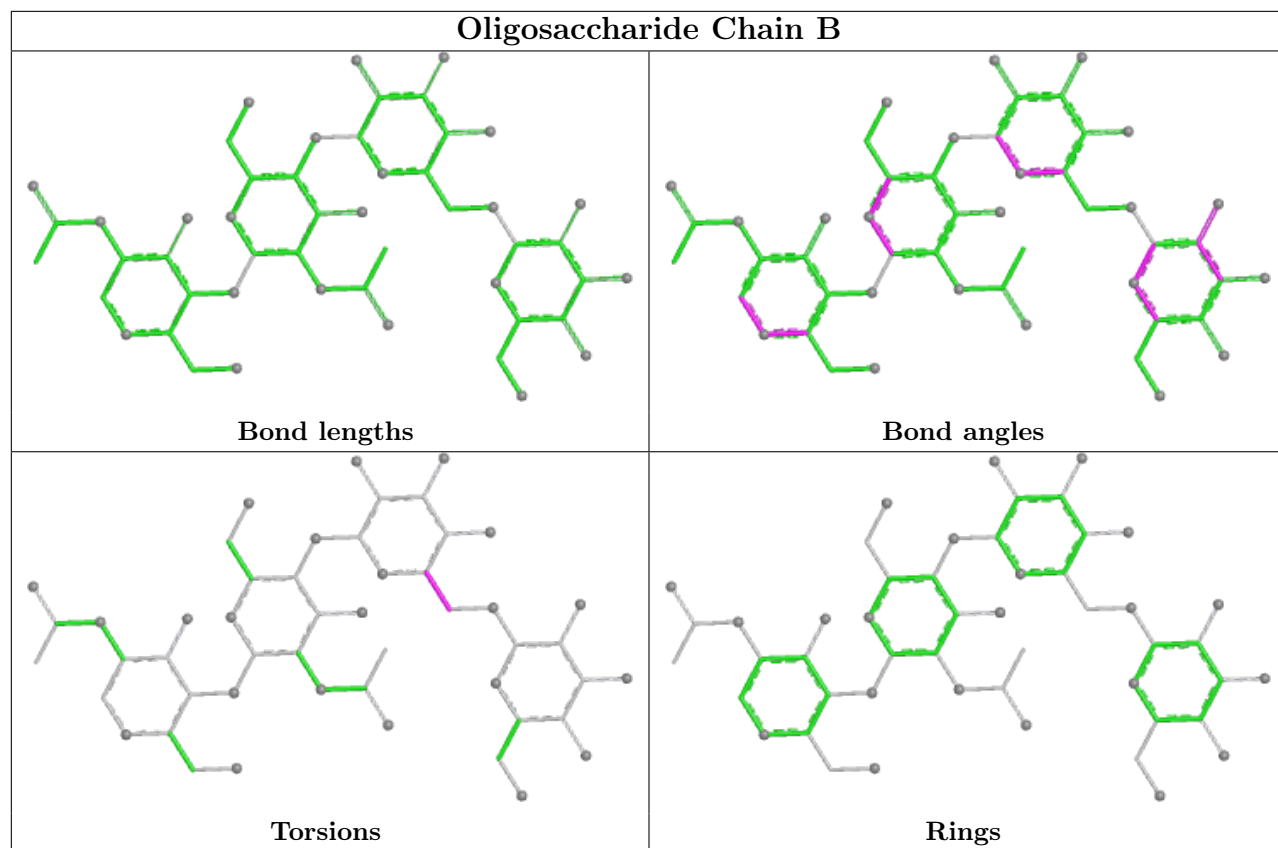 Oligosaccharide Chain B
Bond lengths
Bond angles
Torsions
Rings